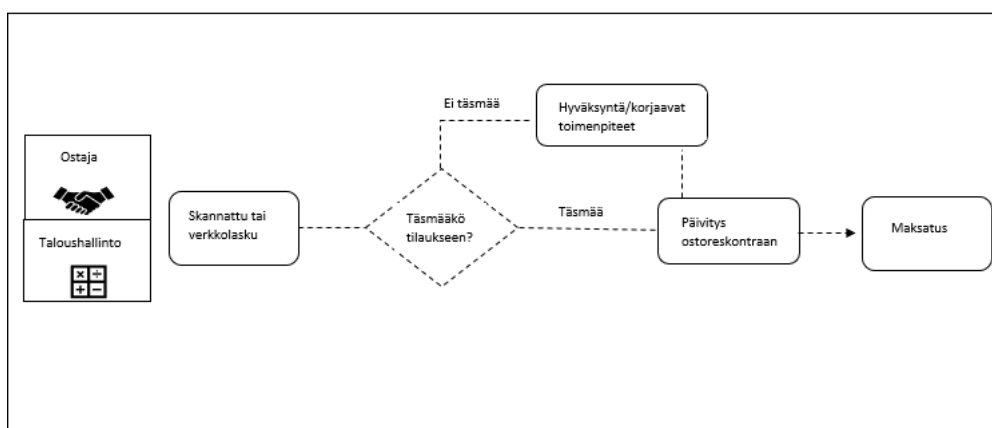 Ostaja
Taloushallinto
Skannattu tai
verkkolasku
Täsmääkö
tilaukseen?
Ei täsmää
Hyväksyntä/korjaavat
toimenpiteet
Täsmää
Päivitys
ostoreskontraan
Maksatus